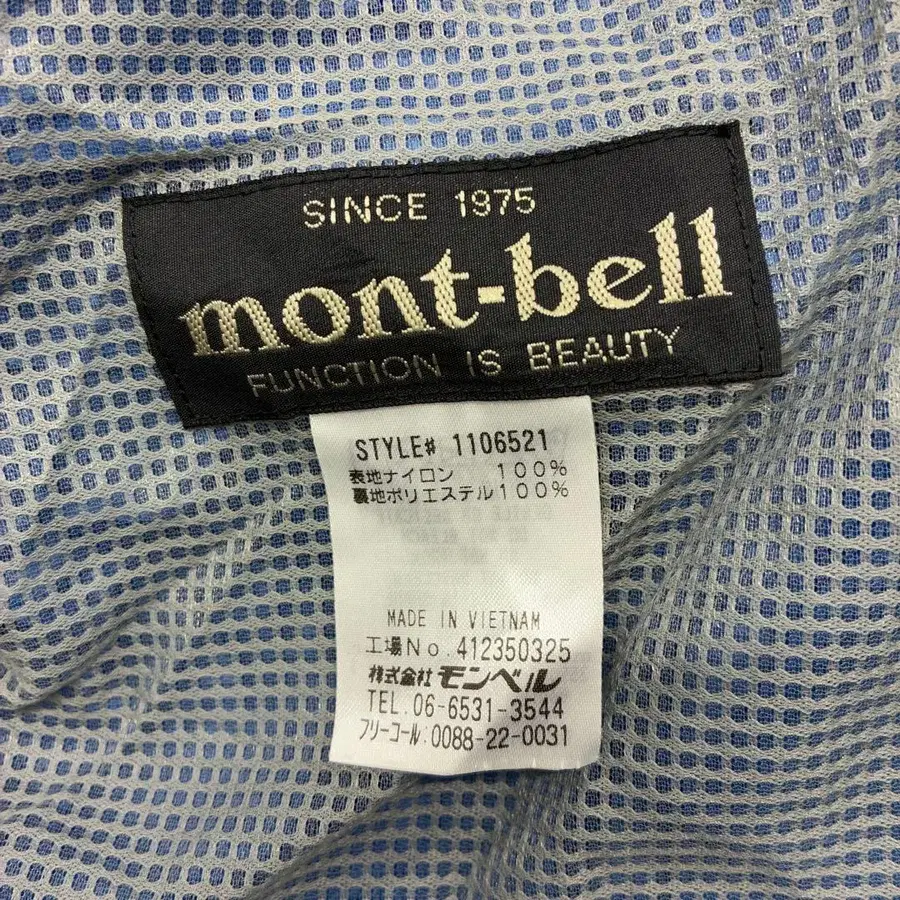 SINCE 1975
mont-bell
FUNCTION IS BEAUTY
STYLE# 1106521
表地ナイロン 100%
裏地ポリエステル100%
MADE IN VIETNAM
工場No.412350325
株式会社モンベル
TEL.06-6531-3544
フリーコール:0088-22-0031